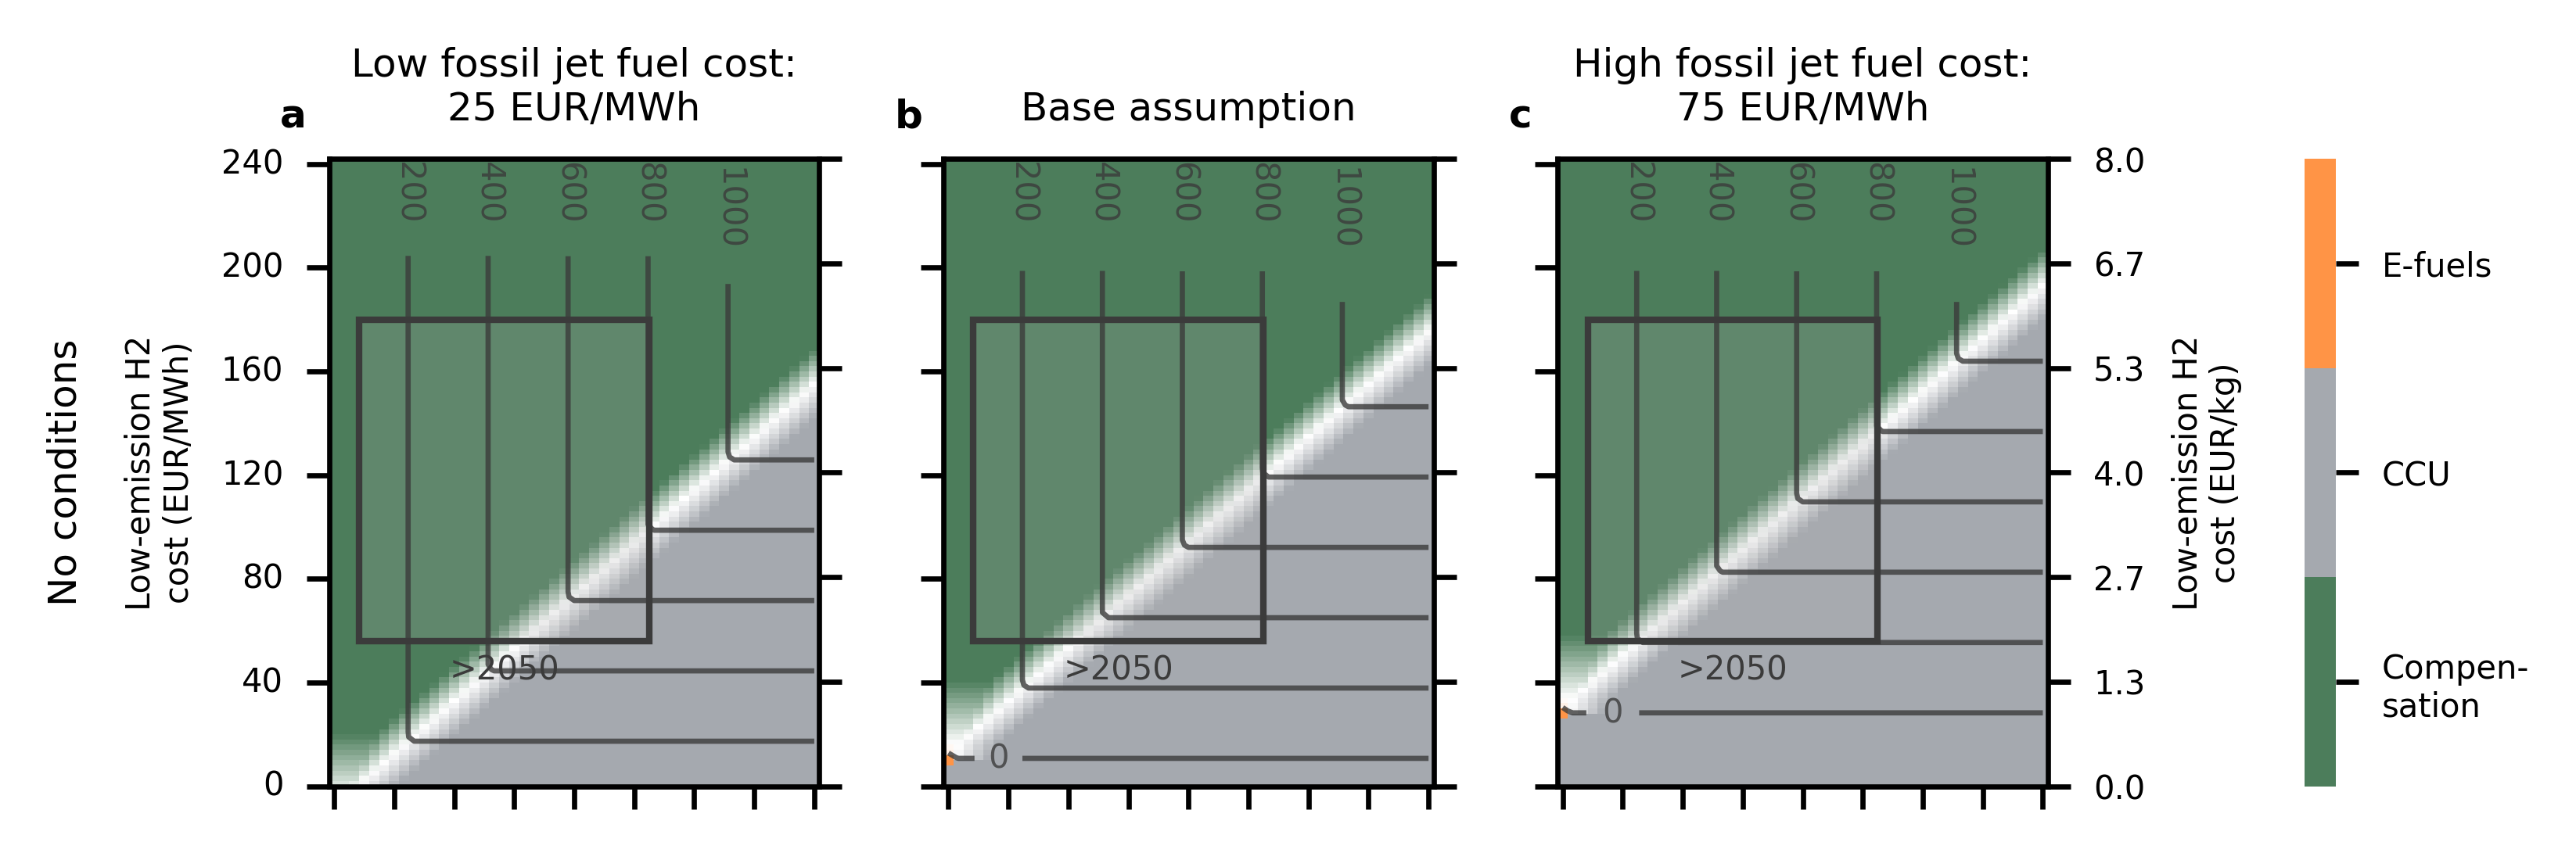 Low fossil jet fuel cost:
25 EUR/MWh
Base assumption
High fossil jet fuel cost:
75 EUR/MWh
a
b
c
No conditions
Low-emission H2
cost (EUR/MWh)
240
200
160
120
80
40
0
200
400
600
800
1000
>2050
200
400
600
800
1000
>2050
0
200
400
600
800
1000
>2050
0
8.0
6.7
5.3
4.0
2.7
1.3
0.0
Low-emission H2
cost (EUR/kg)
E-fuels
CCU
Compen-
sation